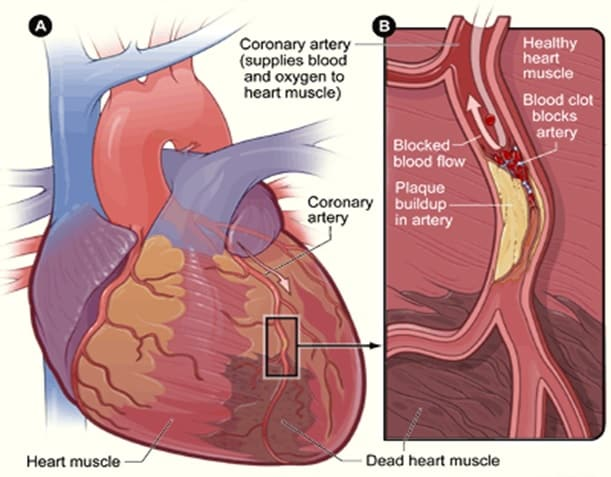 A
Coronary artery
(supplies blood
and oxygen to
heart muscle)
B
Healthy
heart
muscle
Blood clot
blocks
artery
Blocked
blood flow
Plaque
buildup
in artery
Coronary
artery
Heart muscle
Dead heart muscle